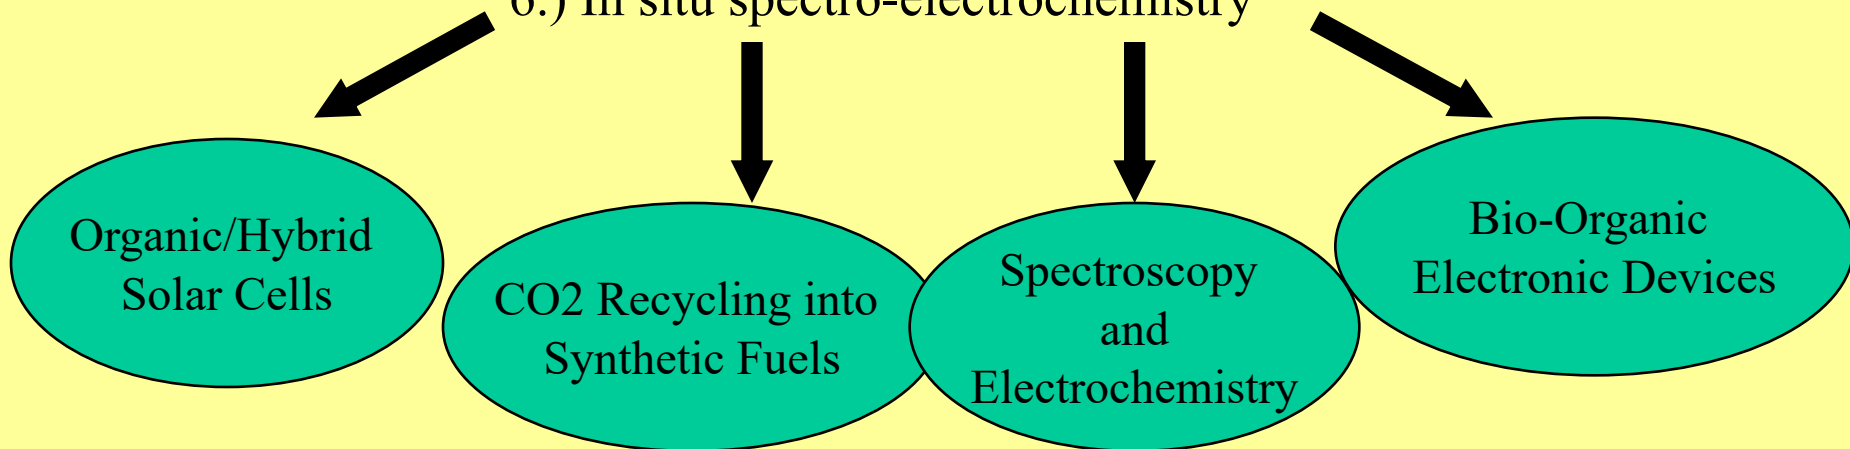 6.) In situ spectro-electrochemistry
Organic/Hybrid
Solar Cells
CO2 Recycling into
Synthetic Fuels
Spectroscopy
and
Electrochemistry
Bio-Organic
Electronic Devices